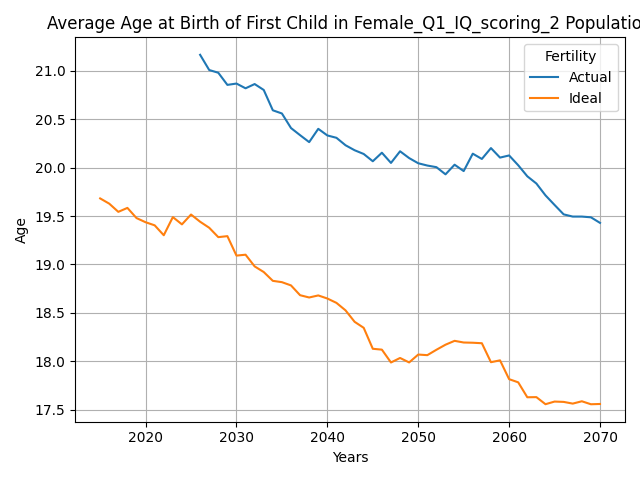 Average Age at Birth of First Child in Female_Q1_IQ_scoring_2 Populatio
Fertility
Actual
Ideal
21.0
20.5
20.0
19.5
19.0
18.5
18.0
17.5
Age
2020 2030 2040 2050 2060 2070
Years